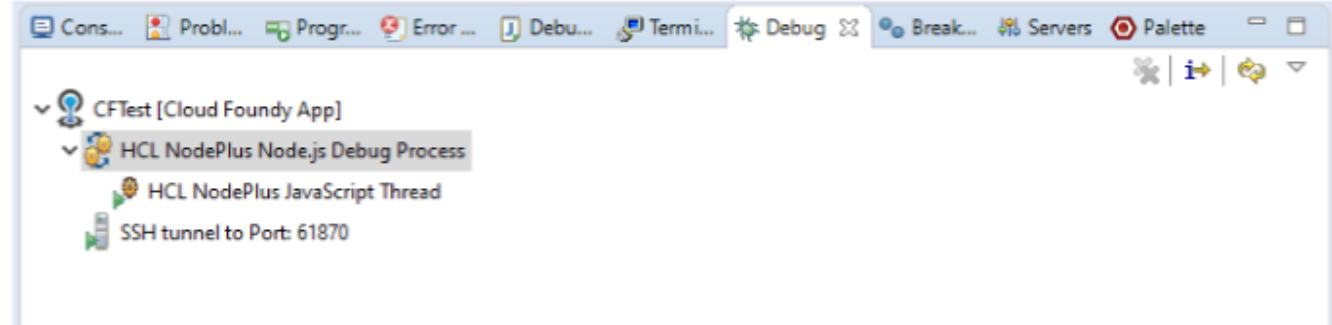 Cons... Probl... Progr... Error ... Debu... Termi... Debug Break... Servers Palette
CFTest [Cloud Foundy App]
HCL NodePlus Node.js Debug Process
HCL NodePlus JavaScript Thread
SSH tunnel to Port: 61870